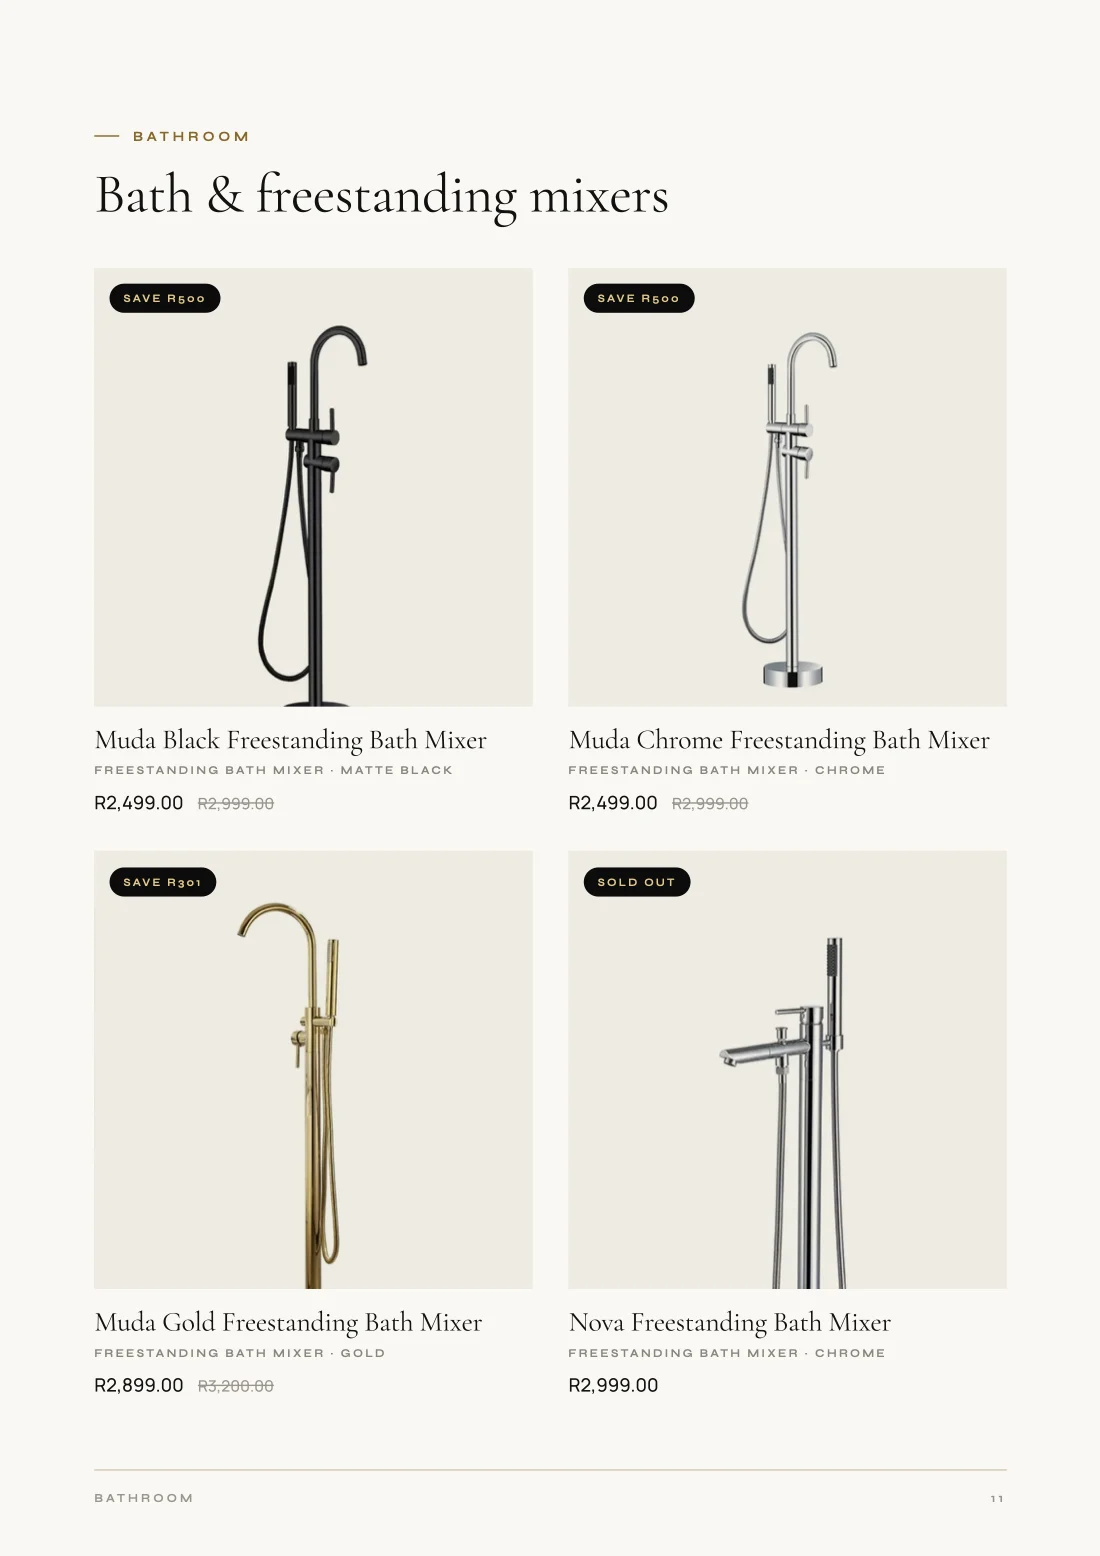 BATHROOM
Bath & freestanding mixers
SAVE R500
SAVE R500
Muda Black Freestanding Bath Mixer
FREESTANDING BATH MIXER · MATTE BLACK
R2,499.00 R2,999.00
Muda Chrome Freestanding Bath Mixer
FREESTANDING BATH MIXER · CHROME
R2,499.00 R2,999.00
SAVE R301
SOLD OUT
Muda Gold Freestanding Bath Mixer
FREESTANDING BATH MIXER · GOLD
R2,899.00 R3,200.00
Nova Freestanding Bath Mixer
FREESTANDING BATH MIXER · CHROME
R2,999.00
BATHROOM
11